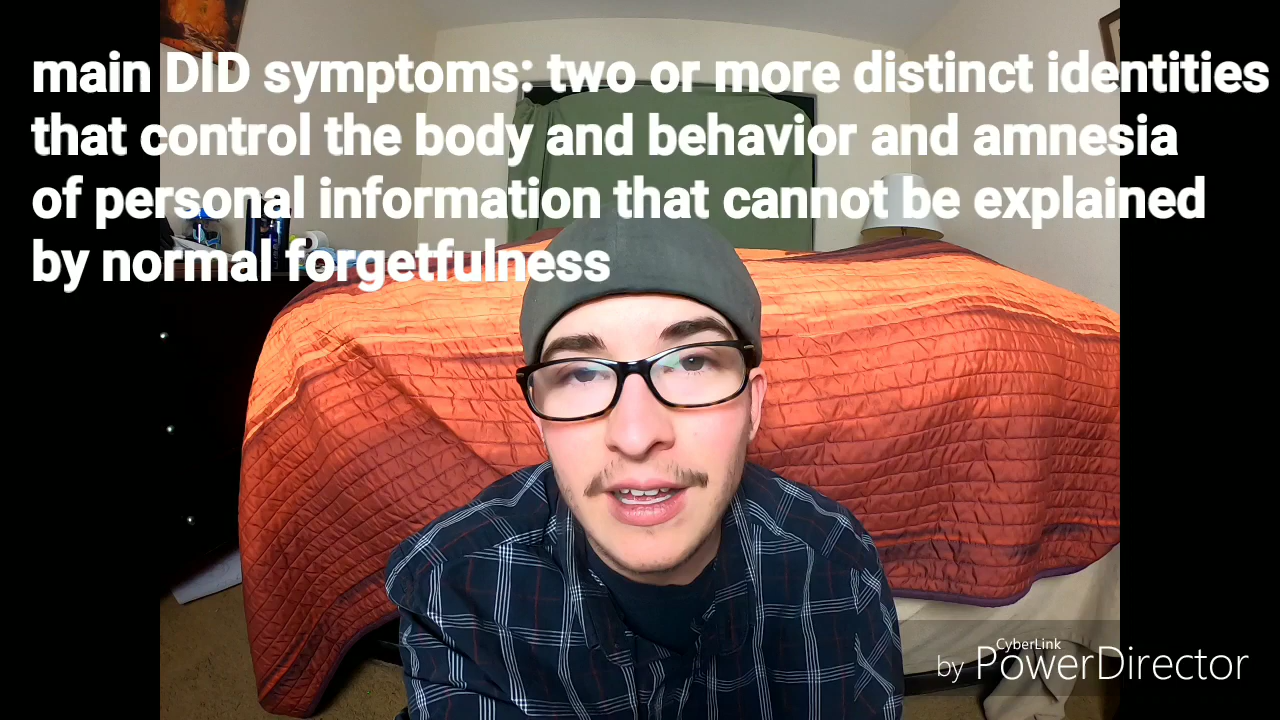 main DID symptoms: two or more distinct identities
that control the body and behavior and amnesia
of personal information that cannot be explained
by normal forgetfulness
CyberLink
by PowerDirector